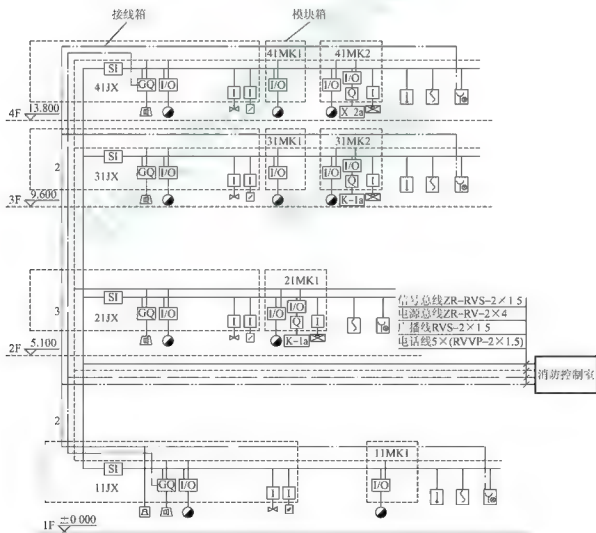 接线箱 模块箱
41MK1 41MK2
SI GQ I/O I I I/O I/O I/O
41JX Q I
X-2a
4F 13.800
31MK1 31MK2
2 SI GQ I/O I I I/O I/O I/O
31JX Q I
K-1a
3F 9.600
21MK1
3 SI GQ I/O I I I/O I/O
21JX Q I
K-1a
信号总线ZR-RVS-2×1 5
电源总线ZR-RV-2×4
广播线RVS-2×1 5
电话线5×(RVVP-2×1.5)
2F 5.100
消防控制室
2
11MK1
SI GQ I/O I I I/O
11JX
1F ±0 000